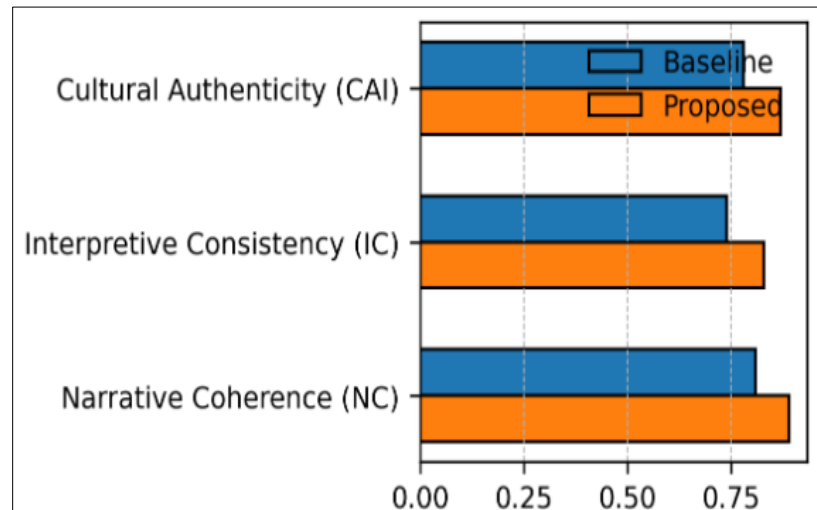 Baseline
Cultural Authenticity (CAI)
Proposed
Interpretive Consistency (IC)
Narrative Coherence (NC)
0.00 0.25 0.50 0.75